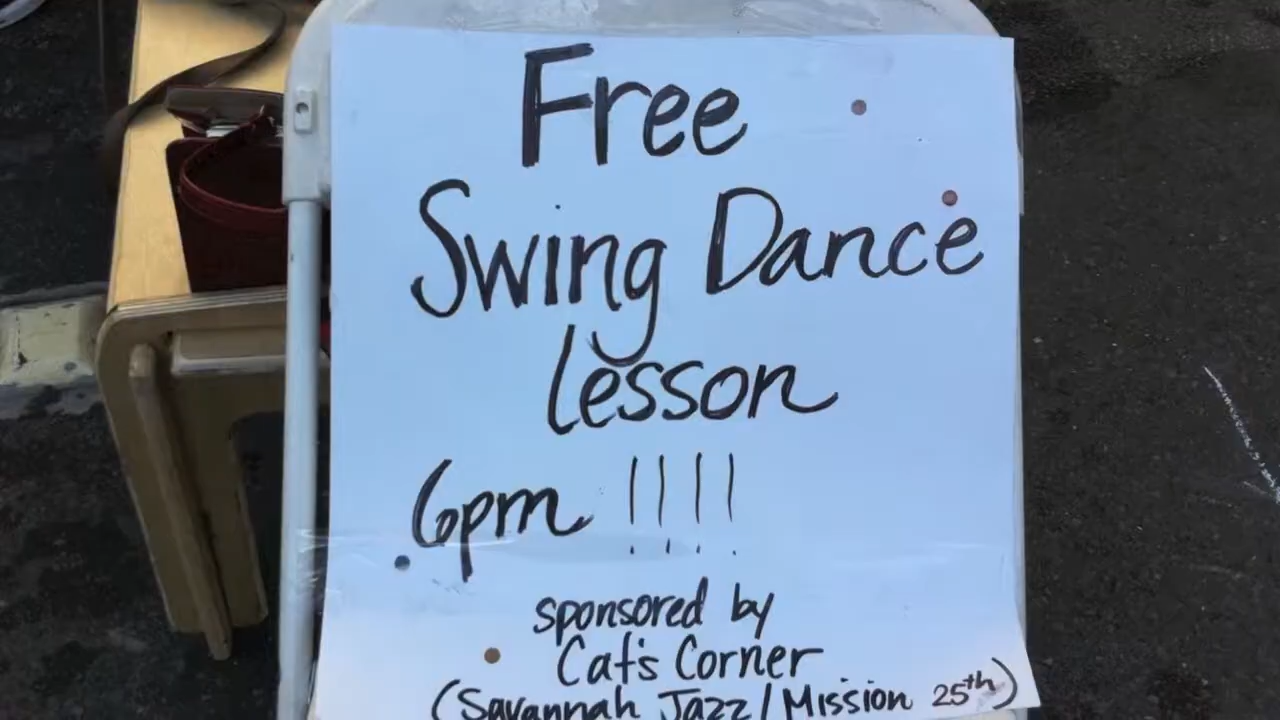 Free
Swing Dance
lesson
6pm !!!!
sponsored by
Cat's Corner
(Savannah Jazz/Mission 25th)